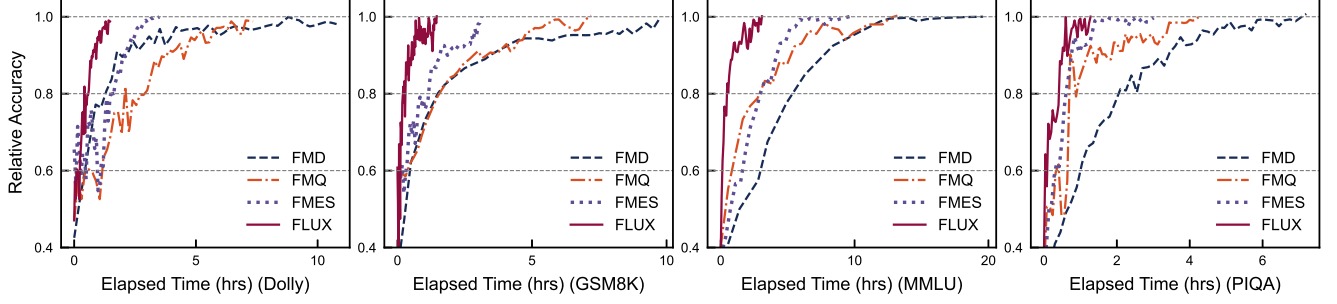 Relative Accuracy
1.0
0.8
0.6
0.4
FMD
FMQ
FMES
FLUX
0 5 10
Elapsed Time (hrs) (Dolly)
1.0
0.8
0.6
0.4
FMD
FMQ
FMES
FLUX
0 5 10
Elapsed Time (hrs) (GSM8K)
1.0
0.8
0.6
0.4
FMD
FMQ
FMES
FLUX
0 10 20
Elapsed Time (hrs) (MMLU)
1.0
0.8
0.6
0.4
FMD
FMQ
FMES
FLUX
0 2 4 6
Elapsed Time (hrs) (PIQA)